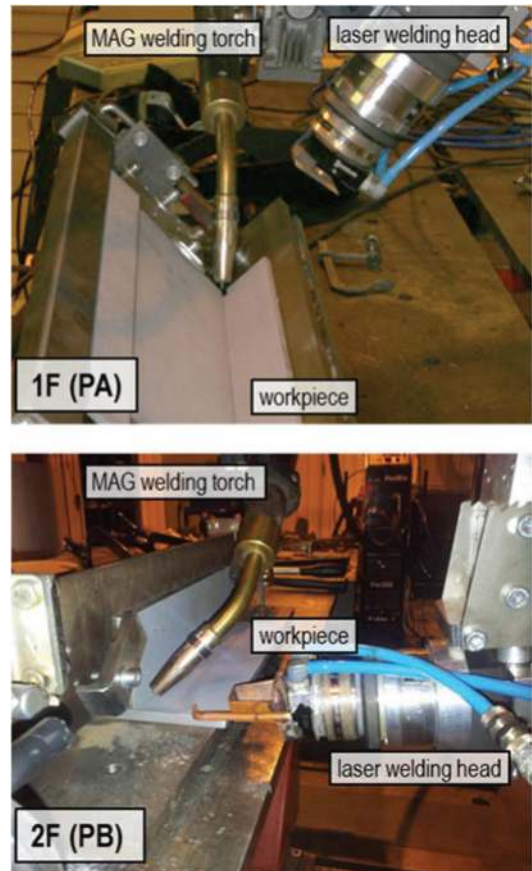 MAG welding torch
laser welding head
1F (PA)
workpiece
MAG welding torch
workpiece
laser welding head
2F (PB)